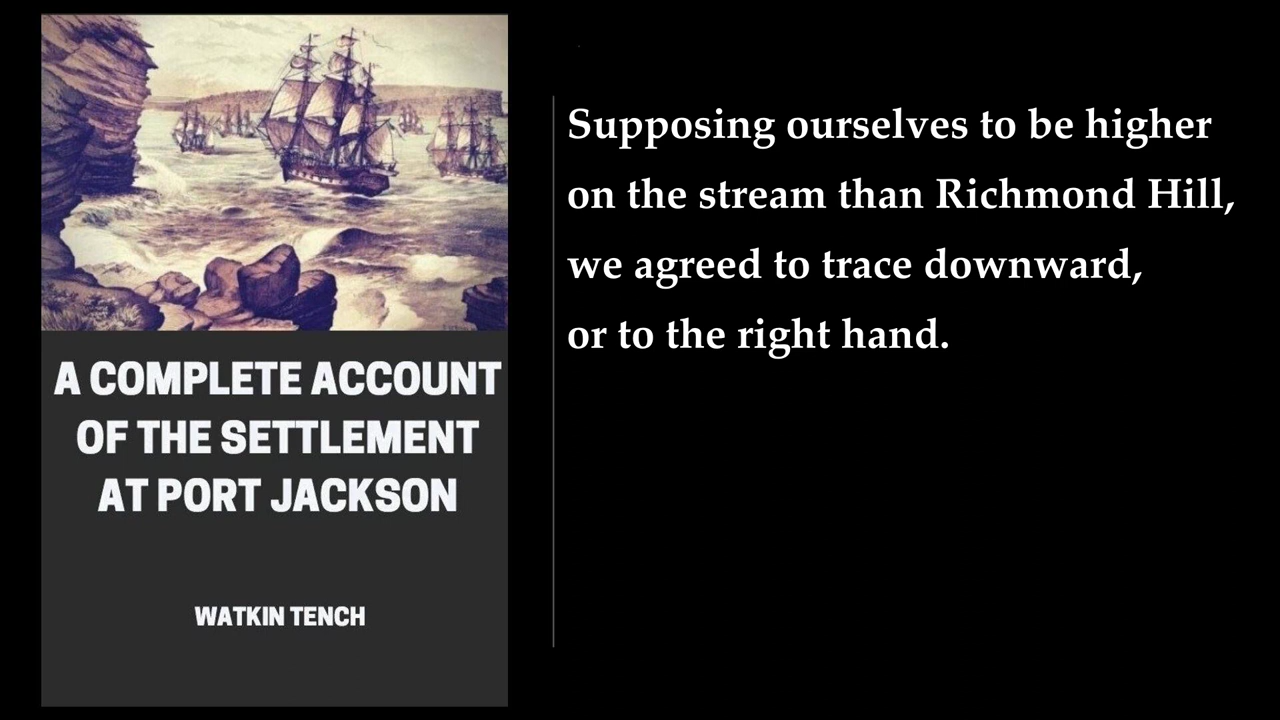 A COMPLETE ACCOUNT
OF THE SETTLEMENT
AT PORT JACKSON
WATKIN TENCH
Supposing ourselves to be higher
on the stream than Richmond Hill,
we agreed to trace downward,
or to the right hand.